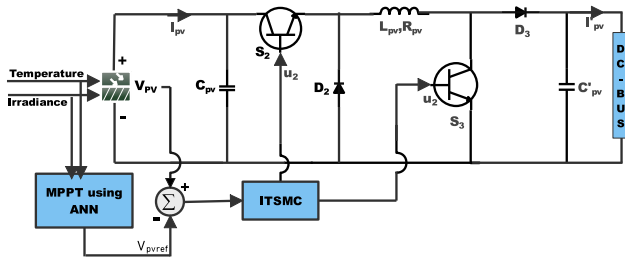 I_pv
S_2
L_pv,R_pv
D_3
I'_pv
Temperature
Irradiance
+
V_PV
-
C_pv
u_2
D_2
u_2
S_3
C'_pv
DC-BUS
MPPT using
ANN
Σ
+
-
ITSMC
V_pvref